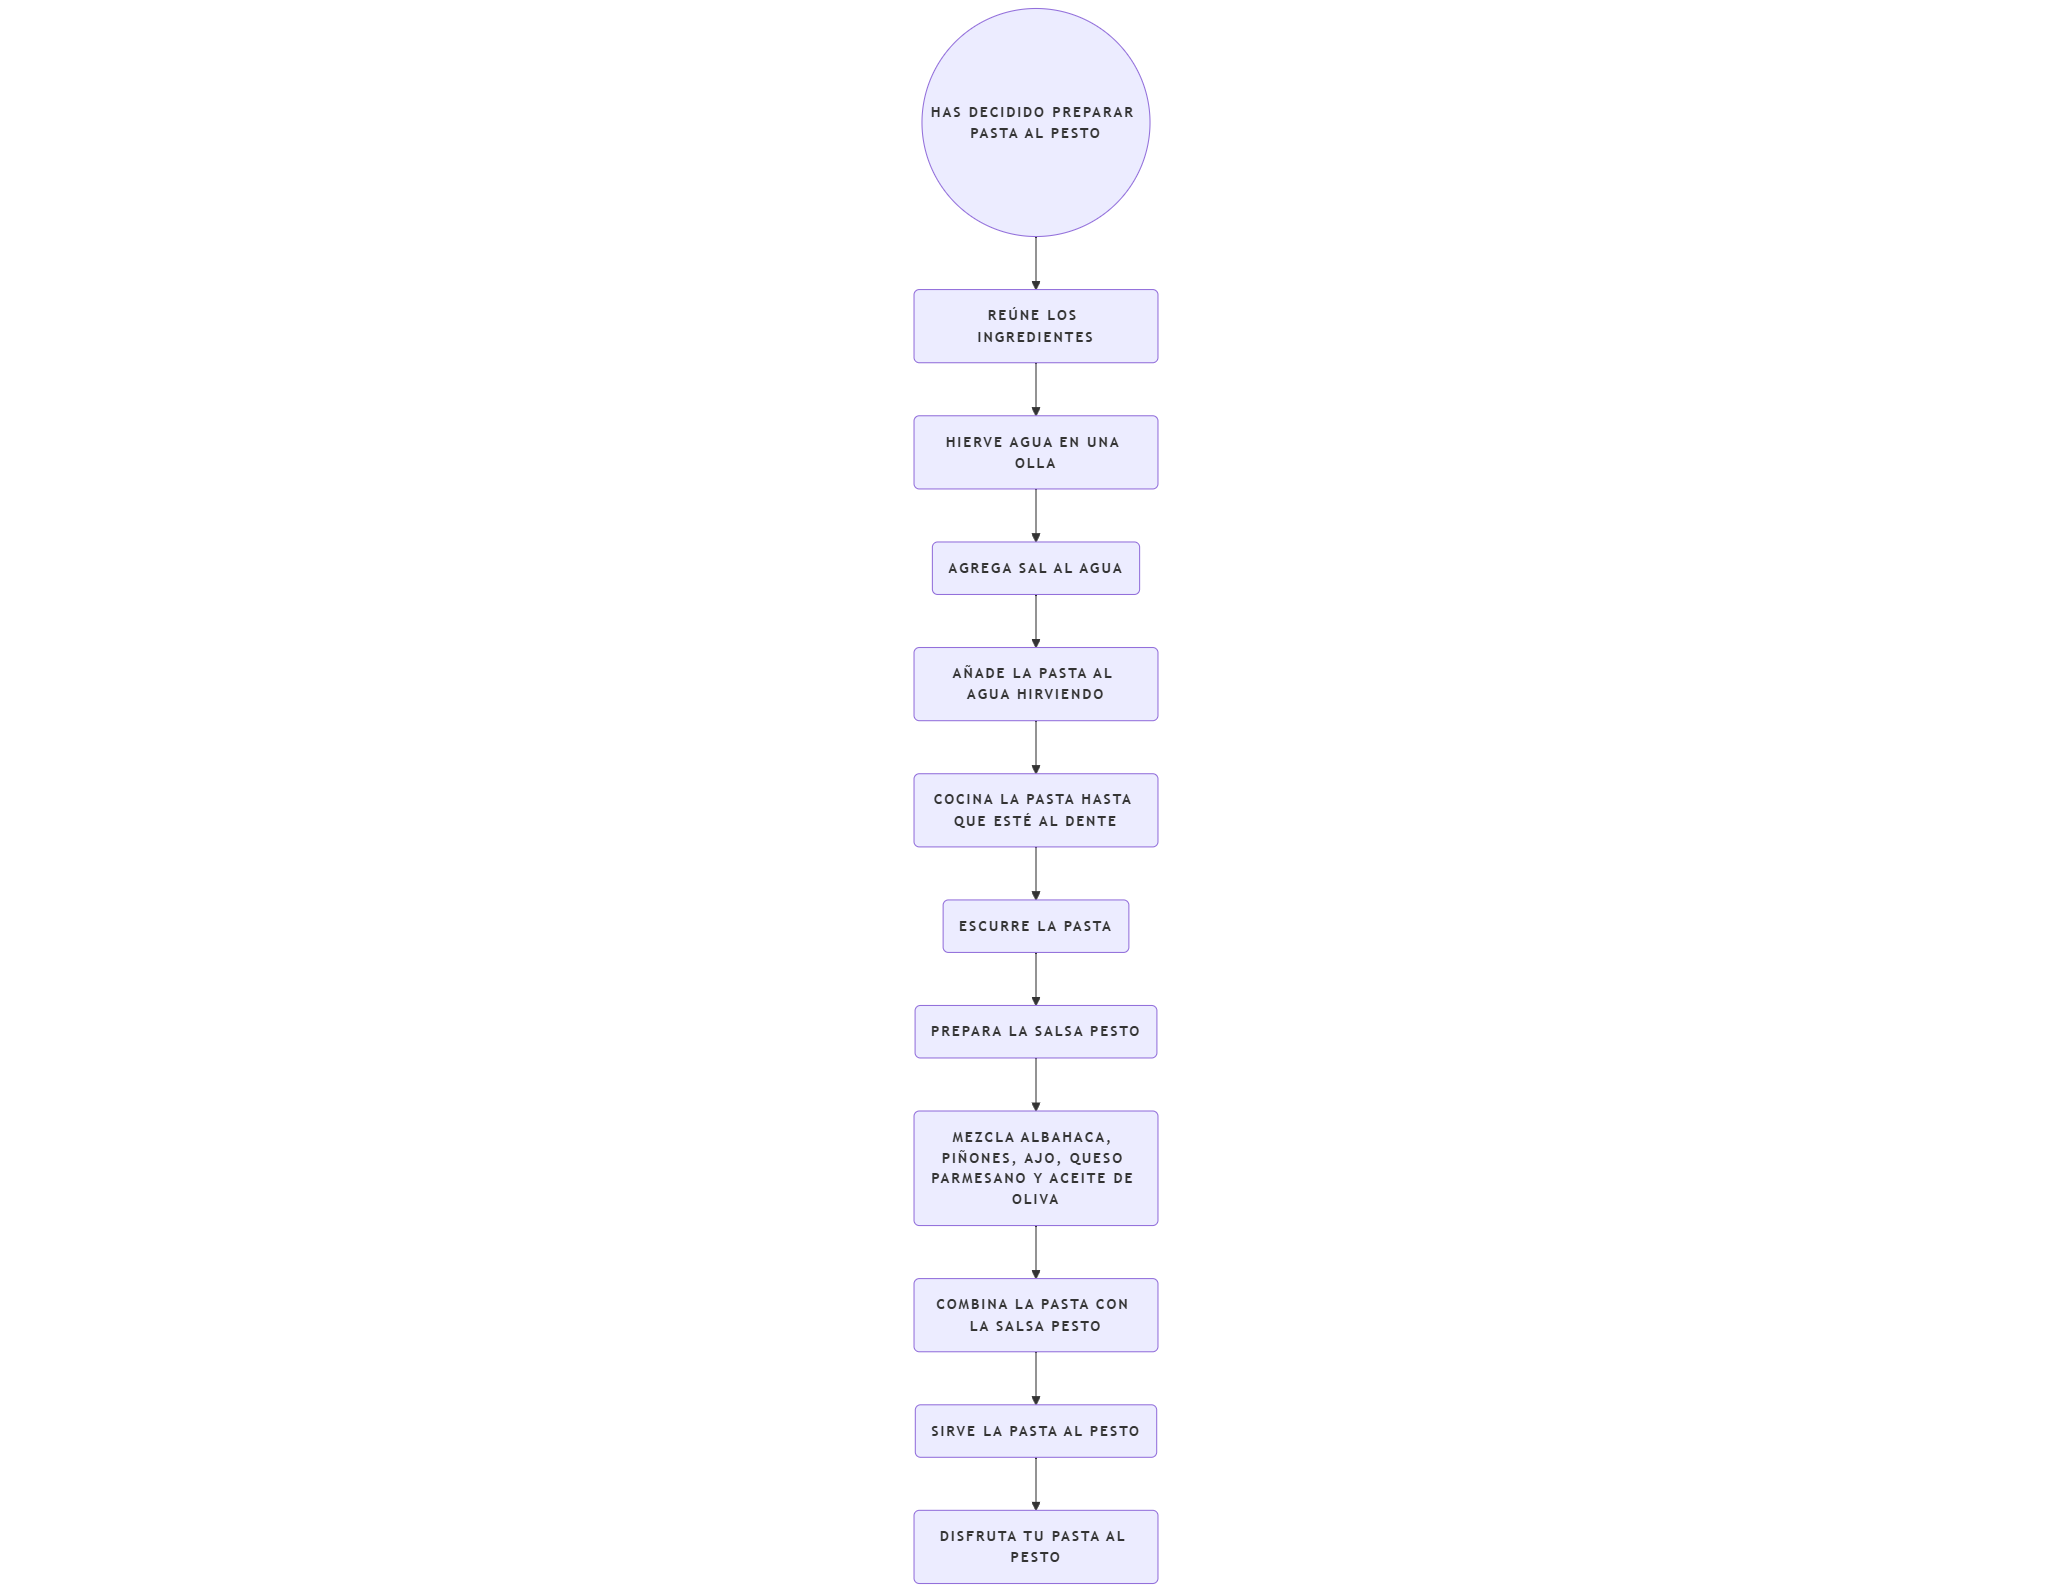 HAS DECIDIDO PREPARAR
PASTA AL PESTO
REÚNE LOS
INGREDIENTES
HIERVE AGUA EN UNA
OLLA
AGREGA SAL AL AGUA
AÑADE LA PASTA AL
AGUA HIRVIENDO
COCINA LA PASTA HASTA
QUE ESTÉ AL DENTE
ESCURRE LA PASTA
PREPARA LA SALSA PESTO
MEZCLA ALBAHACA,
PIÑONES, AJO, QUESO
PARMESANO Y ACEITE DE
OLIVA
COMBINA LA PASTA CON
LA SALSA PESTO
SIRVE LA PASTA AL PESTO
DISFRUTA TU PASTA AL
PESTO